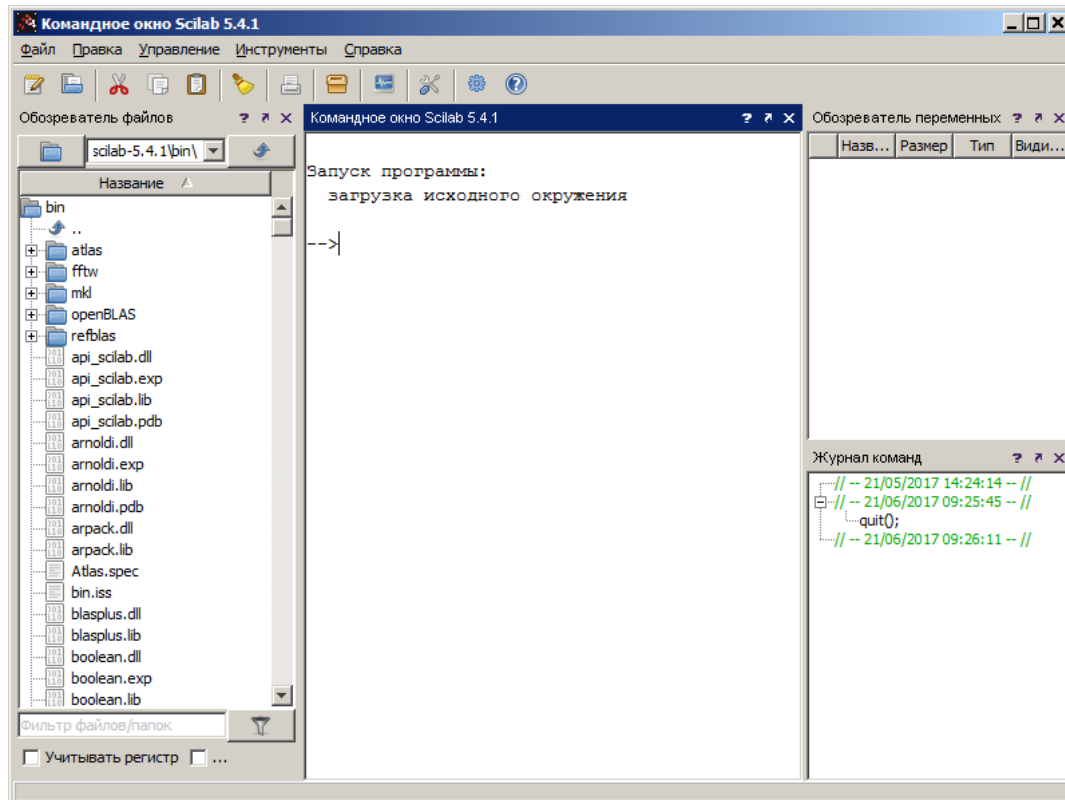 Командное окно Scilab 5.4.1
Файл Правка Управление Инструменты Справка
Обозреватель файлов
scilab-5.4.1\bin\
Название
bin
..
atlas
fftw
mkl
openBLAS
refblas
api_scilab.dll
api_scilab.exp
api_scilab.lib
api_scilab.pdb
arnoldi.dll
arnoldi.exp
arnoldi.lib
arnoldi.pdb
arpack.dll
arpack.lib
Atlas.spec
bin.iss
blasplus.dll
blasplus.lib
boolean.dll
boolean.exp
boolean.lib
Фильтр файлов/папок
Учитывать регистр ...
Командное окно Scilab 5.4.1
Запуск программы:
загрузка исходного окружения
-->
Обозреватель переменных
Назв... Размер Тип Види...
Журнал команд
// -- 21/05/2017 14:24:14 -- //
// -- 21/06/2017 09:25:45 -- //
quit();
// -- 21/06/2017 09:26:11 -- //